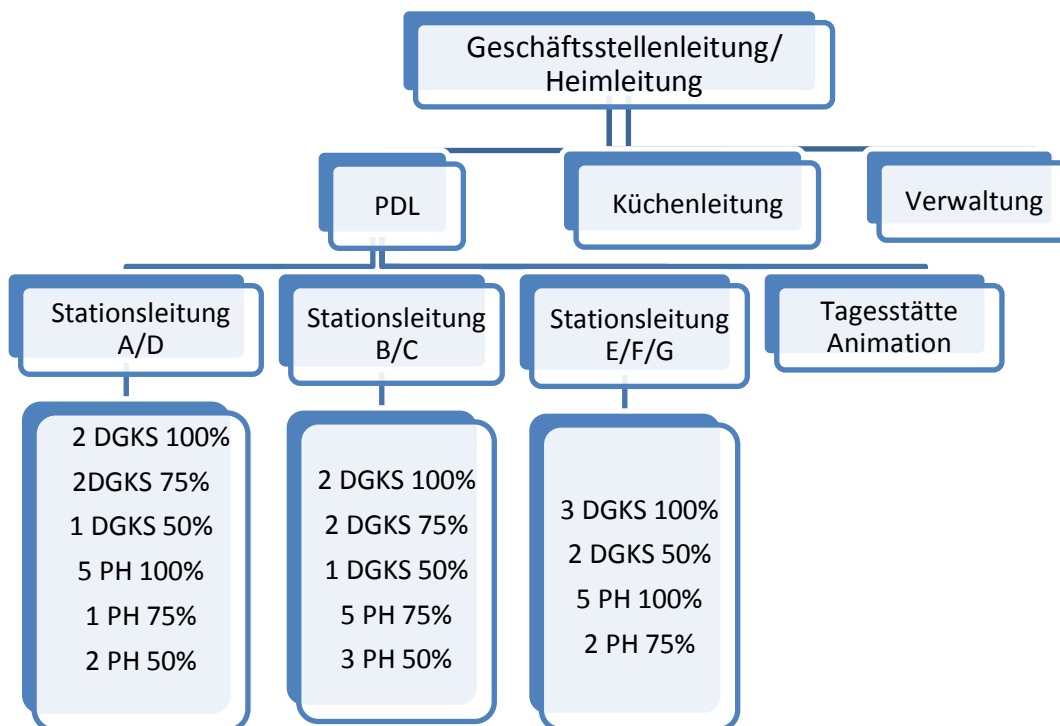 Geschäftsstellenleitung/
Heimleitung
PDL
Küchenleitung
Verwaltung
Stationsleitung
A/D
Stationsleitung
B/C
Stationsleitung
E/F/G
Tagesstätte
Animation
2 DGKS 100%
2DGKS 75%
1 DGKS 50%
5 PH 100%
1 PH 75%
2 PH 50%
2 DGKS 100%
2 DGKS 75%
1 DGKS 50%
5 PH 75%
3 PH 50%
3 DGKS 100%
2 DGKS 50%
5 PH 100%
2 PH 75%